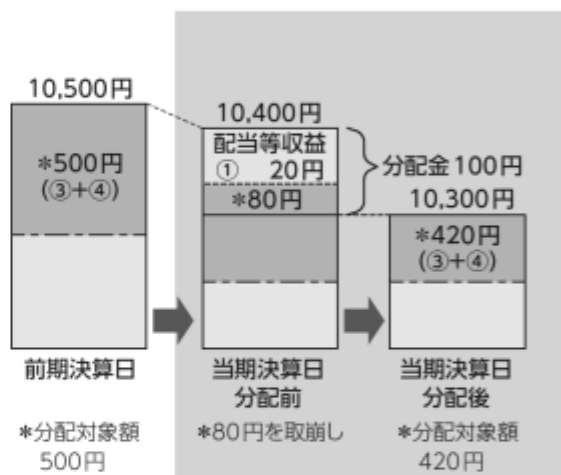 10,500円
10,400円
配当等収益
① 20円
分配金100円
*500円
(③+④)
*80円
10,300円
*420円
(③+④)
前期決算日
当期決算日
分配前
当期決算日
分配後
*分配対象額
500円
*80円を取崩し
*分配対象額
420円